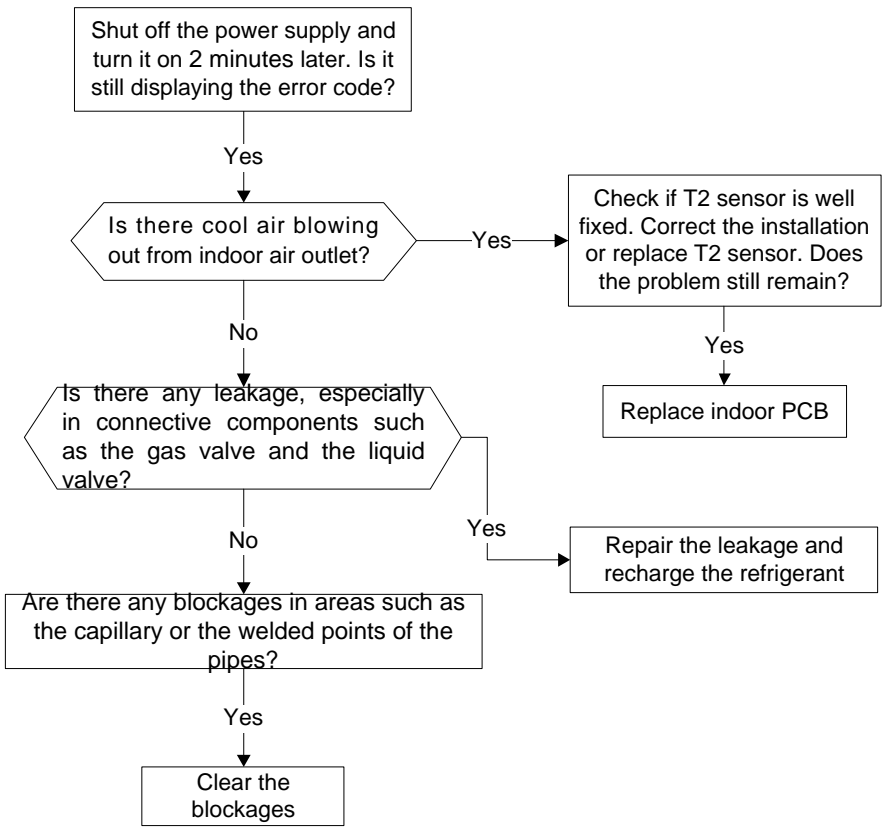 Shut off the power supply and
turn it on 2 minutes later. Is it
still displaying the error code?
Yes
Is there cool air blowing
out from indoor air outlet?
Yes
Check if T2 sensor is well
fixed. Correct the installation
or replace T2 sensor. Does
the problem still remain?
Yes
Replace indoor PCB
No
Is there any leakage, especially
in connective components such
as the gas valve and the liquid
valve?
Yes
Repair the leakage and
recharge the refrigerant
No
Are there any blockages in areas such as
the capillary or the welded points of the
pipes?
Yes
Clear the
blockages